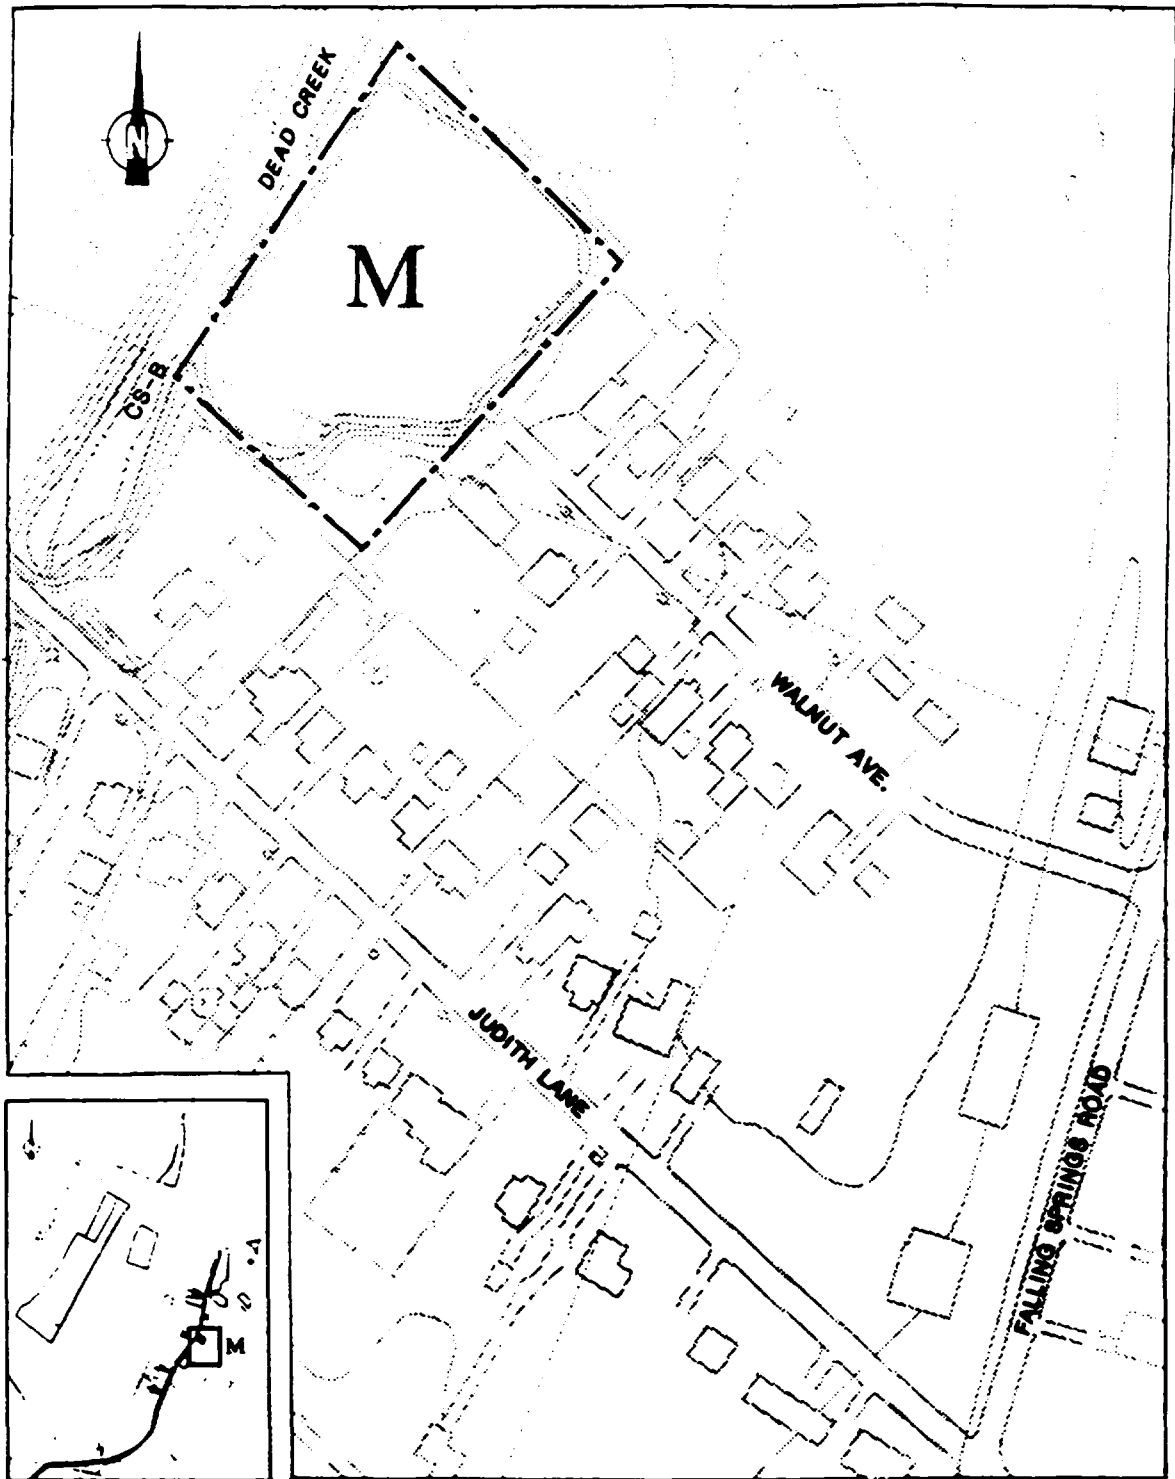 DEAD CREEK
N
M
CS-B
WALNUT AVE.
JUDITH LANE
FALLING SPRINGS ROAD
M